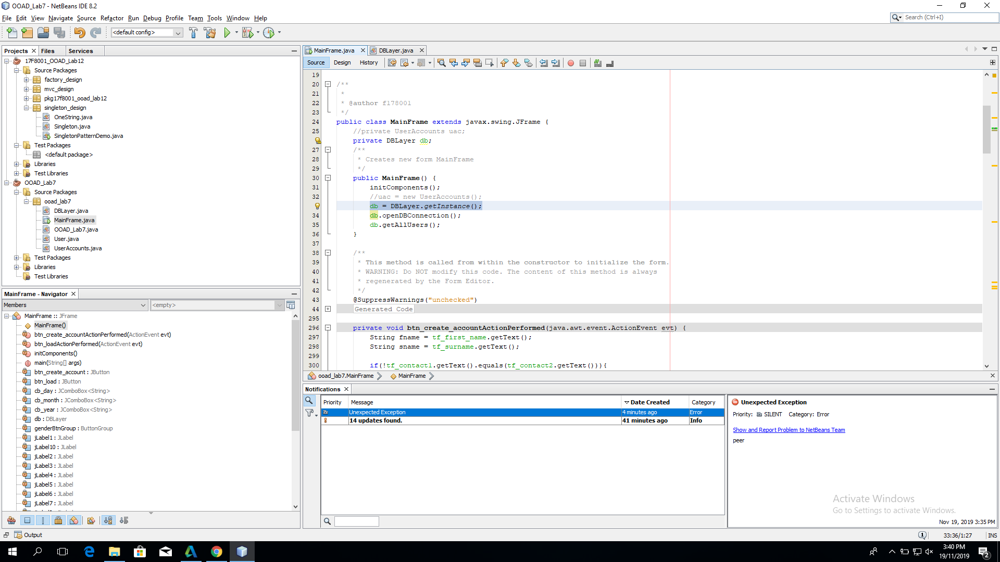 OOAD_Lab7 - NetBeans IDE 8.2
File Edit View Navigate Source Refactor Run Debug Profile Team Tools Window Help
Search (Ctrl+I)
<default config>
Projects Files Services
17F8001_OOAD_Lab12
Source Packages
factory_design
mvc_design
pkg17f8001_ooad_lab12
singleton_design
OneString.java
Singleton.java
SingletonPatternDemo.java
Test Packages
<default package>
Libraries
Test Libraries
OOAD_Lab7
Source Packages
ooad_lab7
DBLayer.java
MainFrame.java
OOAD_Lab7.java
User.java
UserAccounts.java
Test Packages
Libraries
Test Libraries
MainFrame - Navigator
Members <empty>
MainFrame :: JFrame
MainFrame()
btn_create_accountActionPerformed(ActionEvent evt)
btn_loadActionPerformed(ActionEvent evt)
initComponents()
main(String[] args)
btn_create_account : JButton
btn_load : JButton
cb_day : JComboBox<String>
cb_month : JComboBox<String>
cb_year : JComboBox<String>
db : DBLayer
genderBtnGroup : ButtonGroup
jLabel1 : JLabel
jLabel10 : JLabel
jLabel2 : JLabel
jLabel3 : JLabel
jLabel4 : JLabel
jLabel5 : JLabel
jLabel6 : JLabel
jLabel7 : JLabel
MainFrame.java DBLayer.java
Source Design History
19
20 /**
21 *
22 * @author f178001
23 */
24 public class MainFrame extends javax.swing.JFrame {
25 //private UserAccounts uac;
private DBLayer db;
27 /**
28 * Creates new form MainFrame
29 */
30 public MainFrame() {
31 initComponents();
32 //uac = new UserAccounts();
db = DBLayer.getInstance();
34 db.openDBConnection();
35 db.getAllUsers();
36 }
37
38 /**
39 * This method is called from within the constructor to initialize the form.
40 * WARNING: Do NOT modify this code. The content of this method is always
41 * regenerated by the Form Editor.
42 */
43 @SuppressWarnings("unchecked")
44 Generated Code
295
296 private void btn_create_accountActionPerformed(java.awt.event.ActionEvent evt) {
297 String fname = tf_first_name.getText();
298 String sname = tf_surname.getText();
299
300 if(!tf_contact1.getText().equals(tf_contact2.getText())){
ooad_lab7.MainFrame MainFrame
Notifications
Priority Message Date Created Category
Unexpected Exception 4 minutes ago Error
14 updates found. 41 minutes ago Info
Unexpected Exception
Priority: SILENT Category: Error
Show and Report Problem to NetBeans Team
peer
Activate Windows
Go to Settings to activate Windows.
Nov 19, 2019 3:35 PM
Output
1 33:36/1:27 INS
3:40 PM
19/11/2019
2